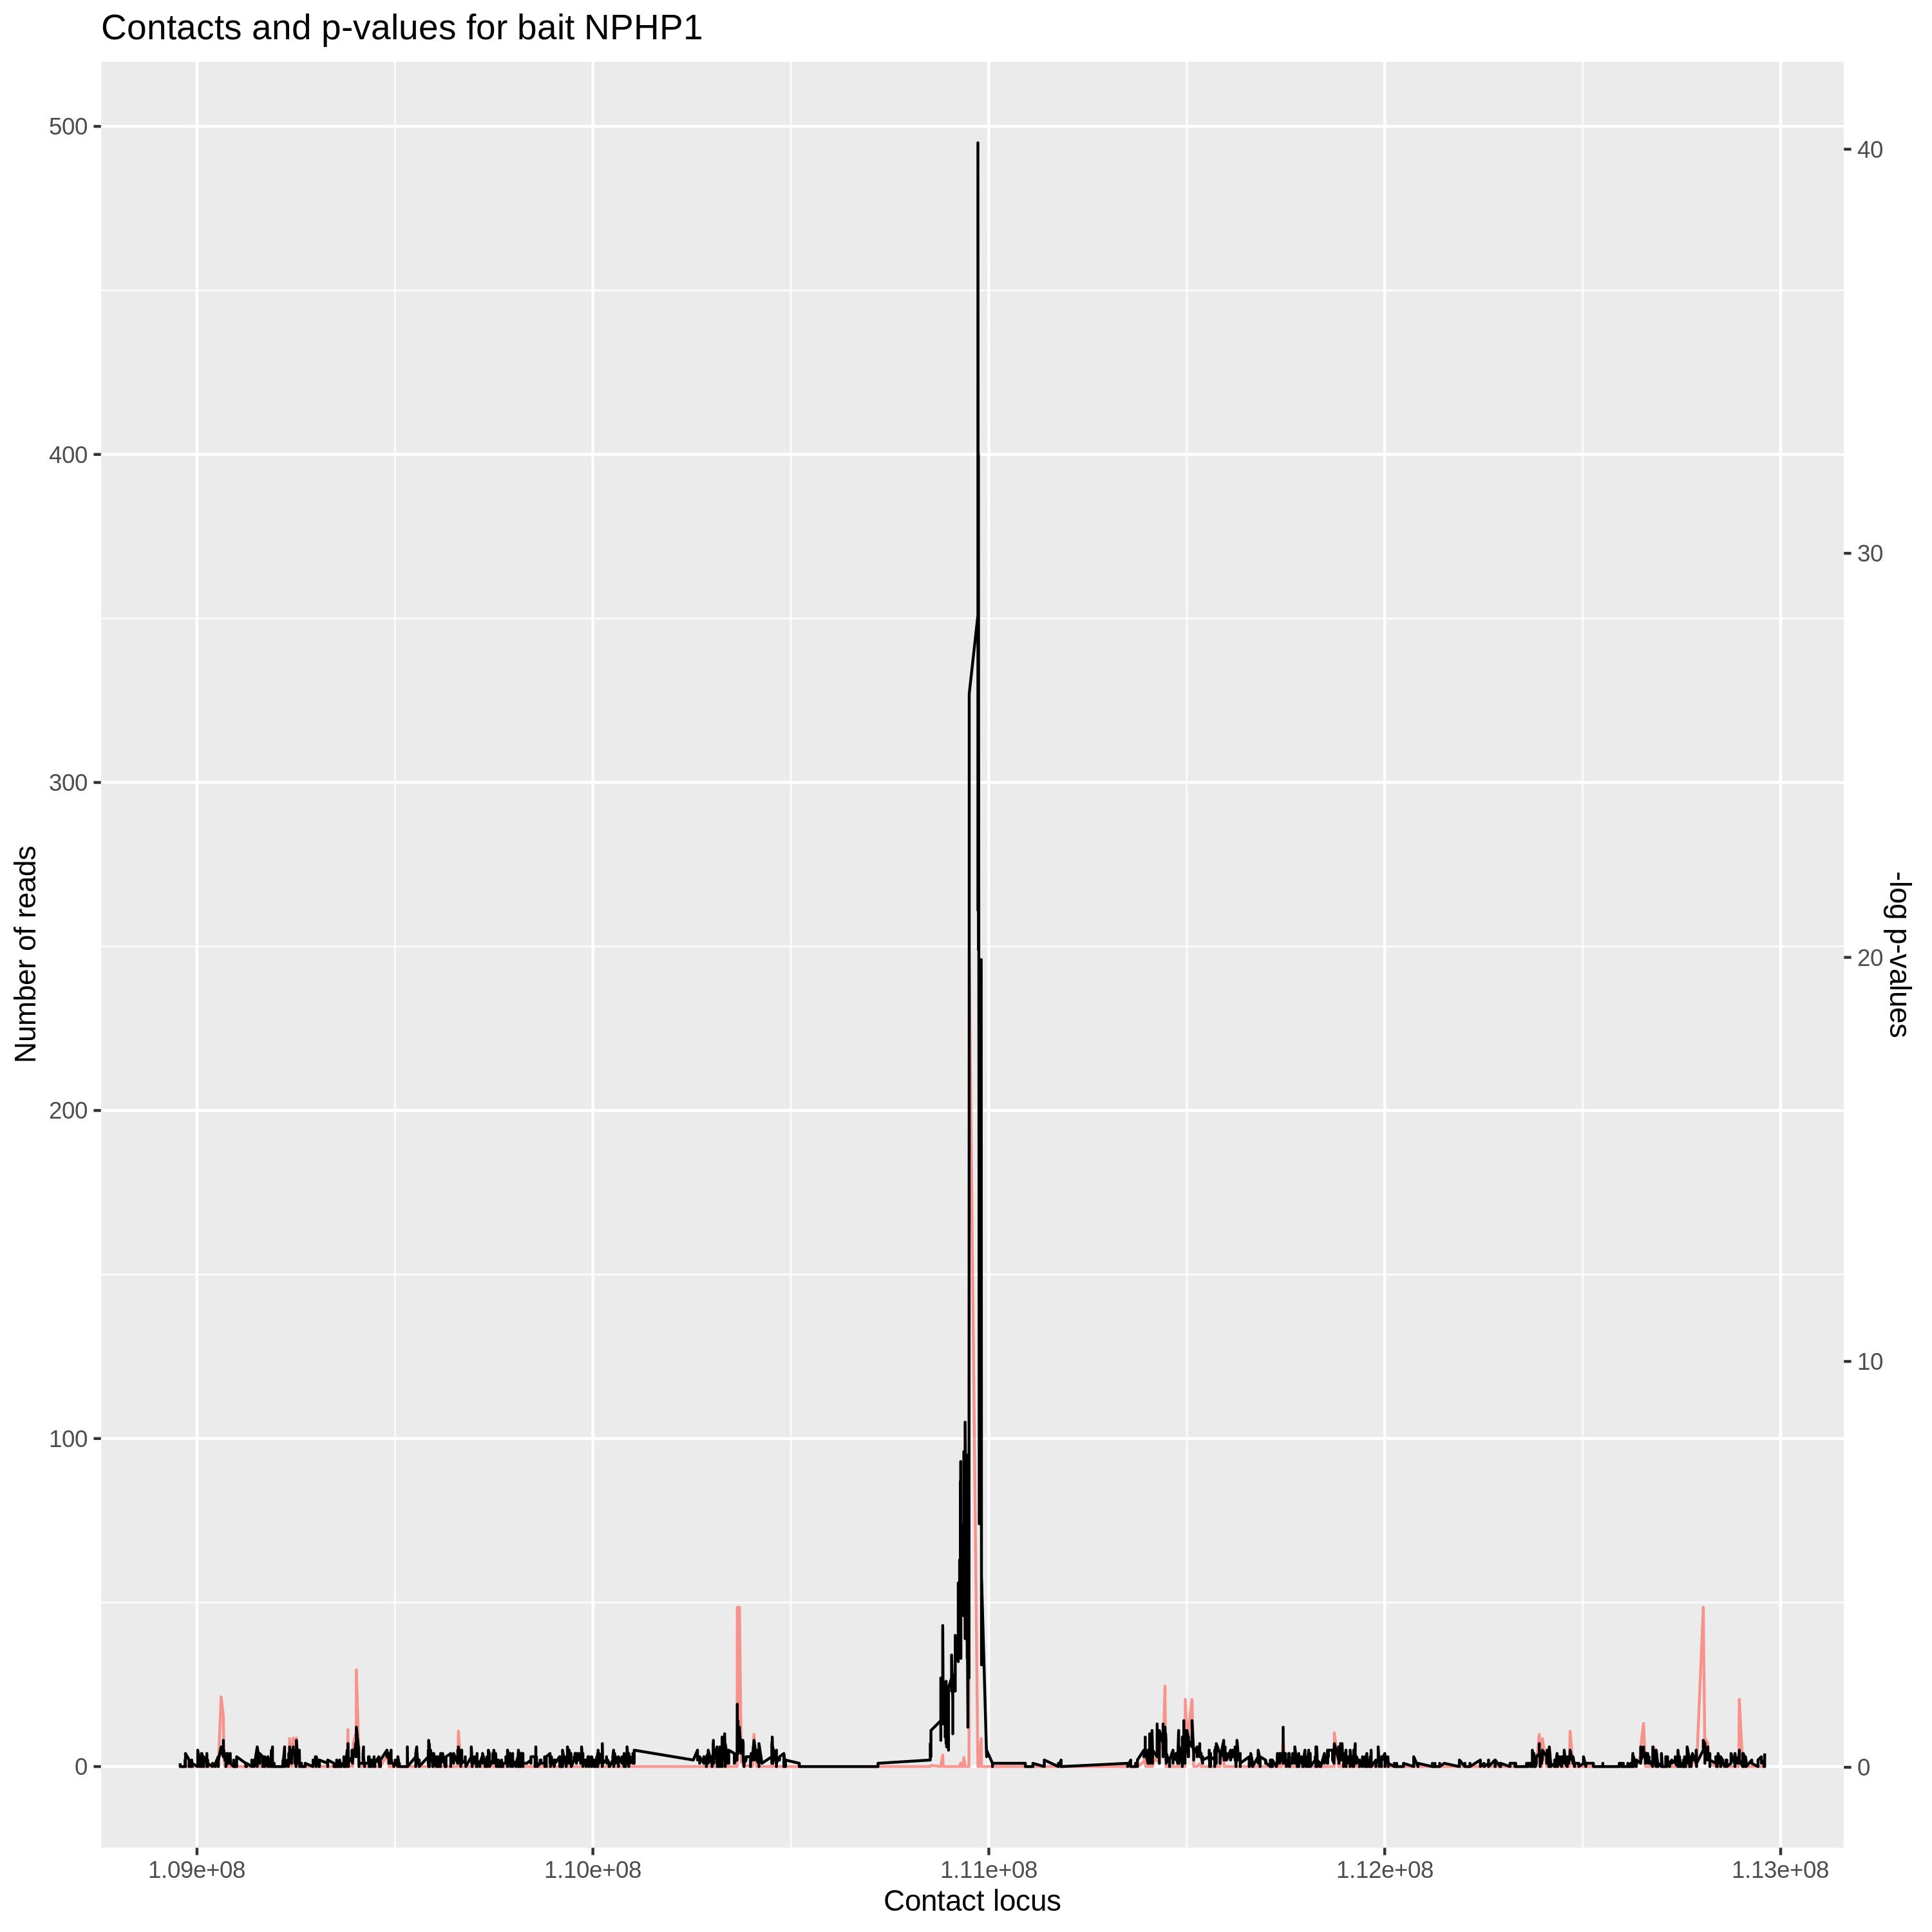 Contacts and p-values for bait NPHP1
500
400
300
200
100
0
Number of reads
40
30
20
10
0
-log p-values
1.09e+08 1.10e+08 1.11e+08 1.12e+08 1.13e+08
Contact locus